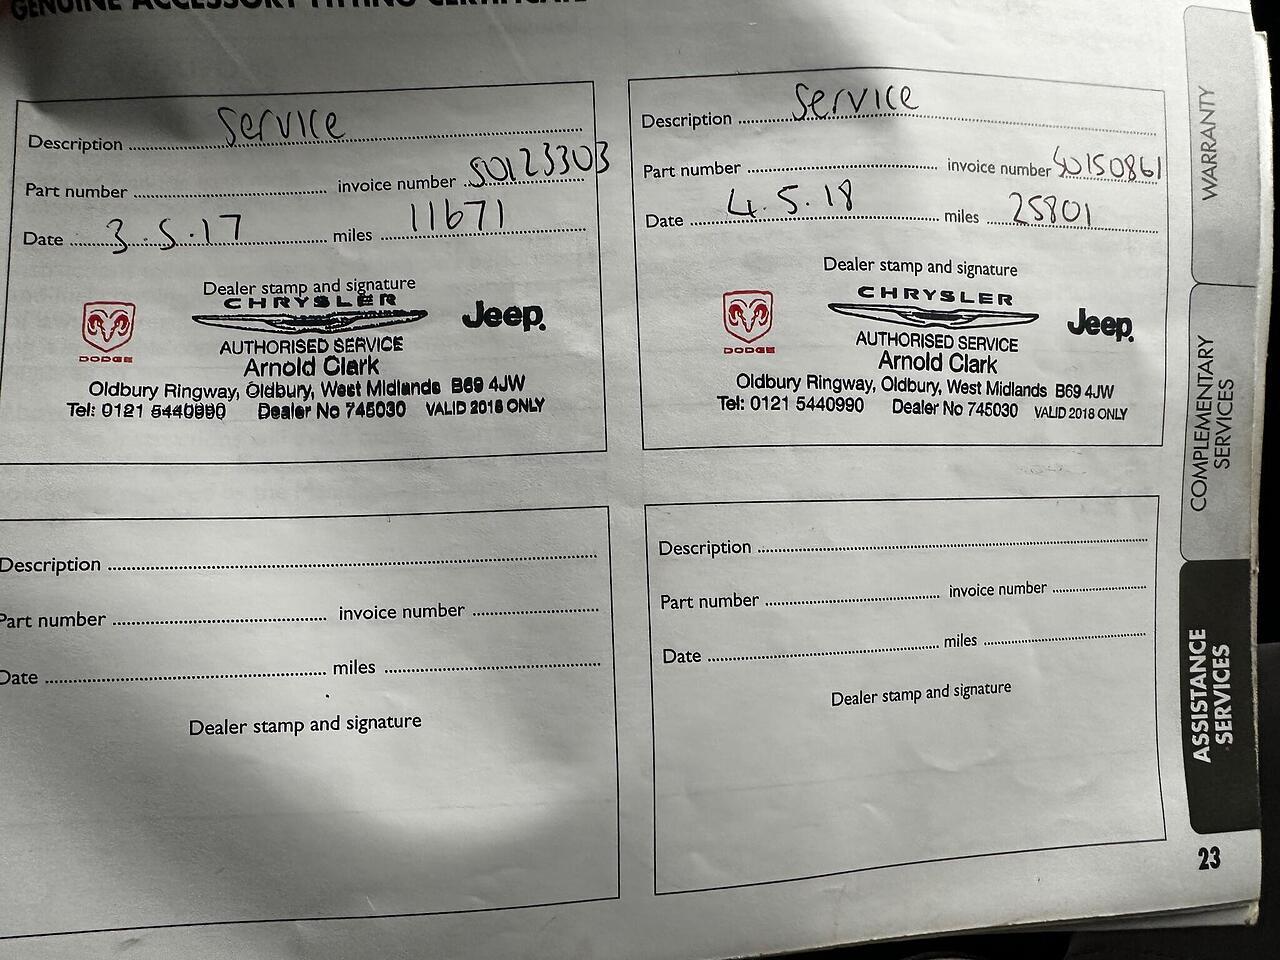 GENUINE ACCESSORY FITTING CERTIFICATE
Description Service
Part number invoice number S0123303
Date 3.5.17 miles 11671
Dealer stamp and signature
CHRYSLER
DODGE
Jeep
AUTHORISED SERVICE
Arnold Clark
Oldbury Ringway, Oldbury, West Midlands B69 4JW
Tel: 0121 5440990 Dealer No 745030 VALID 2018 ONLY
Description Service
Part number invoice number S0150861
Date 4.5.18 miles 25801
Dealer stamp and signature
CHRYSLER
DODGE
Jeep
AUTHORISED SERVICE
Arnold Clark
Oldbury Ringway, Oldbury, West Midlands B69 4JW
Tel: 0121 5440990 Dealer No 745030 VALID 2018 ONLY
Description
Part number invoice number
Date miles
Dealer stamp and signature
Description
Part number invoice number
Date miles
Dealer stamp and signature
WARRANTY
COMPLEMENTARY
SERVICES
ASSISTANCE
SERVICES
23